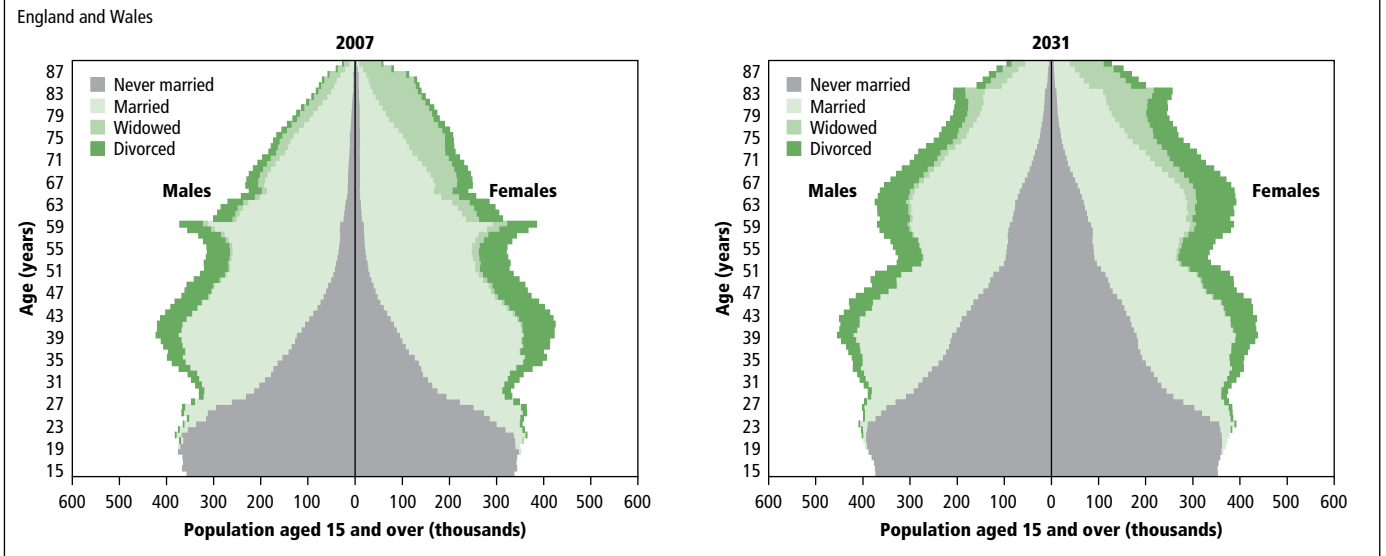 England and Wales
2007
Never married
Married
Widowed
Divorced
Males
Females
Age (years)
87
83
79
75
71
67
63
59
55
51
47
43
39
35
31
27
23
19
15
600 500 400 300 200 100 0 100 200 300 400 500 600
Population aged 15 and over (thousands)
2031
Never married
Married
Widowed
Divorced
Males
Females
Age (years)
87
83
79
75
71
67
63
59
55
51
47
43
39
35
31
27
23
19
15
600 500 400 300 200 100 0 100 200 300 400 500 600
Population aged 15 and over (thousands)